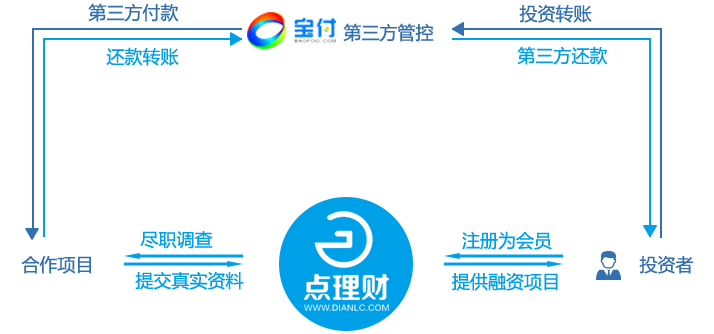 第三方付款
还款转账
宝付
BAOFOO.COM
第三方管控
投资转账
第三方还款
合作项目
尽职调查
提交真实资料
点理财
WWW.DIANLC.COM
注册为会员
提供融资项目
投资者